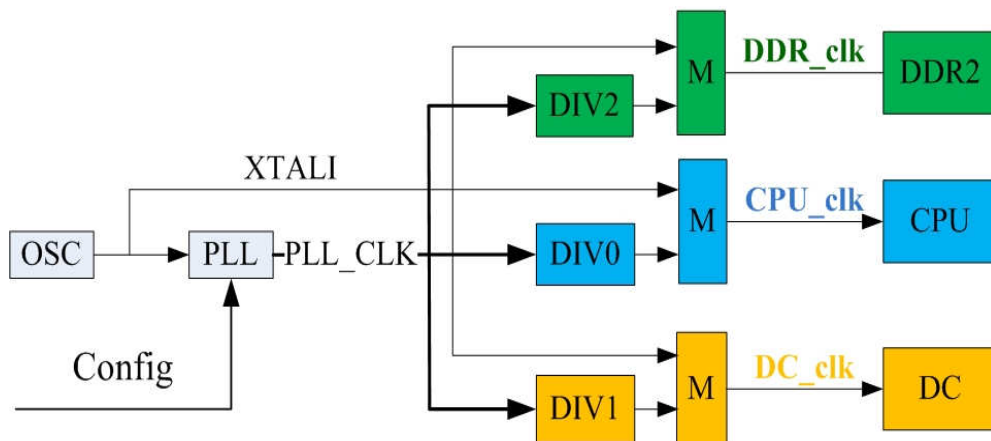 DDR_clk
M
DDR2
DIV2
XTALI
CPU_clk
M
CPU
OSC
PLL
PLL_CLK
DIV0
Config
DC_clk
M
DC
DIV1